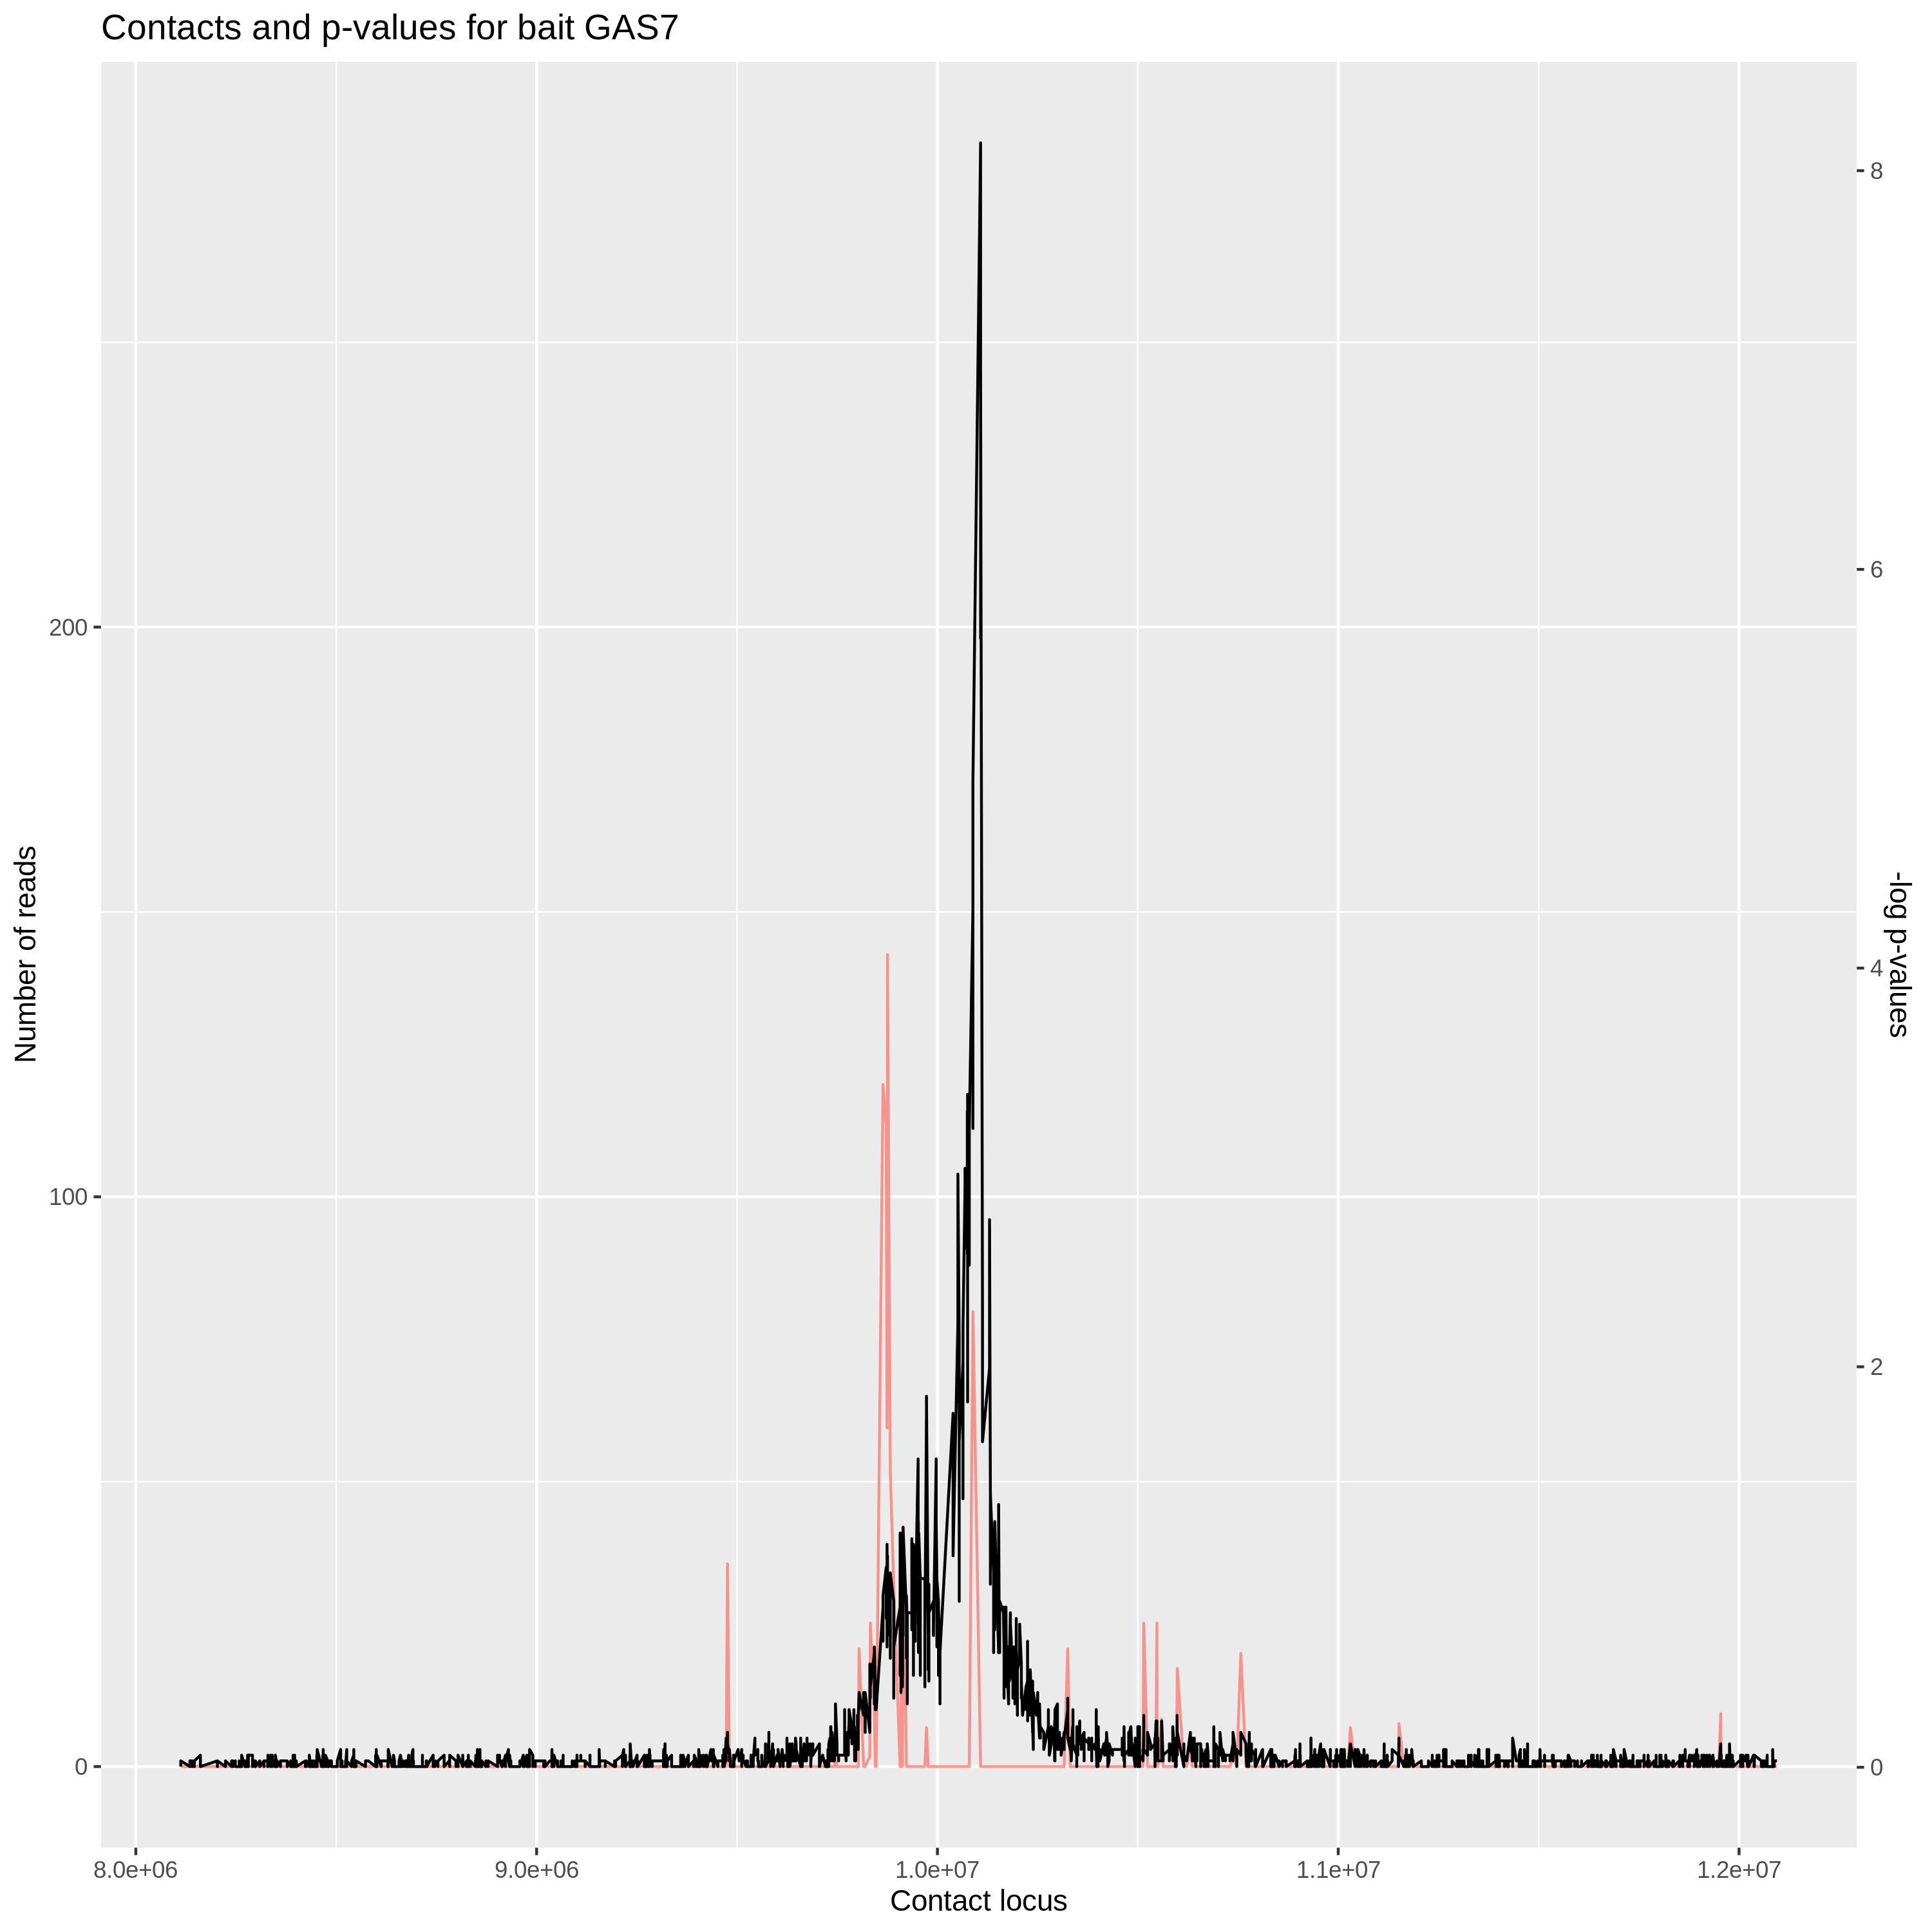 Contacts and p-values for bait GAS7
Number of reads
200
100
0
8
6
4
2
0
-log p-values
8.0e+06
9.0e+06
1.0e+07
1.1e+07
1.2e+07
Contact locus